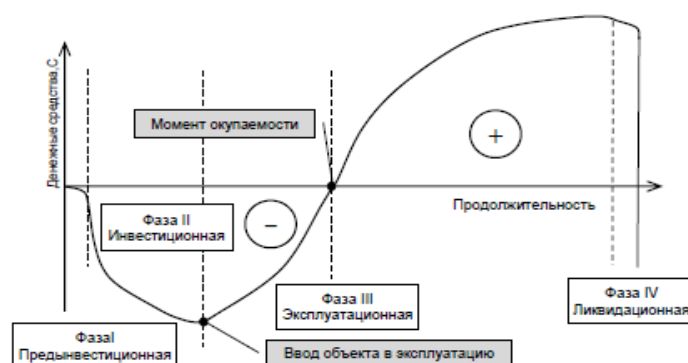 Денежные средства,С
Момент окупаемости
+
Продолжительность
Фаза II
Инвестиционная
-
Фаза III
Эксплуатационная
Фаза IV
Ликвидационная
ФазаI
Предынвестиционная
Ввод объекта в эксплуатацию